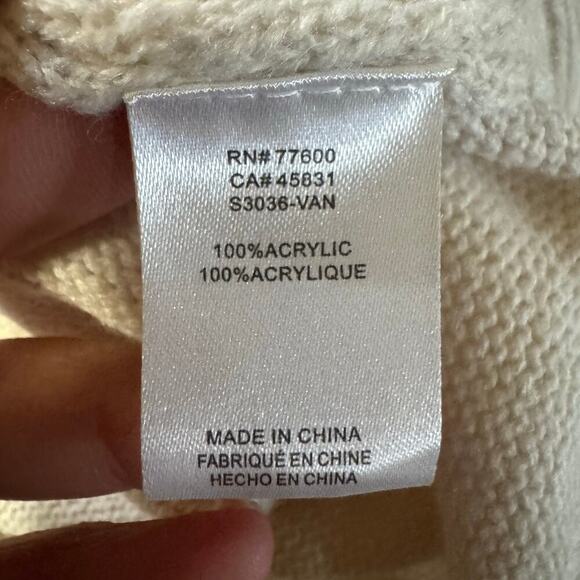 RN# 77600
CA# 45831
S3036-VAN
100%ACRYLIC
100%ACRYLIQUE
MADE IN CHINA
FABRIQUÉ EN CHINE
HECHO EN CHINA